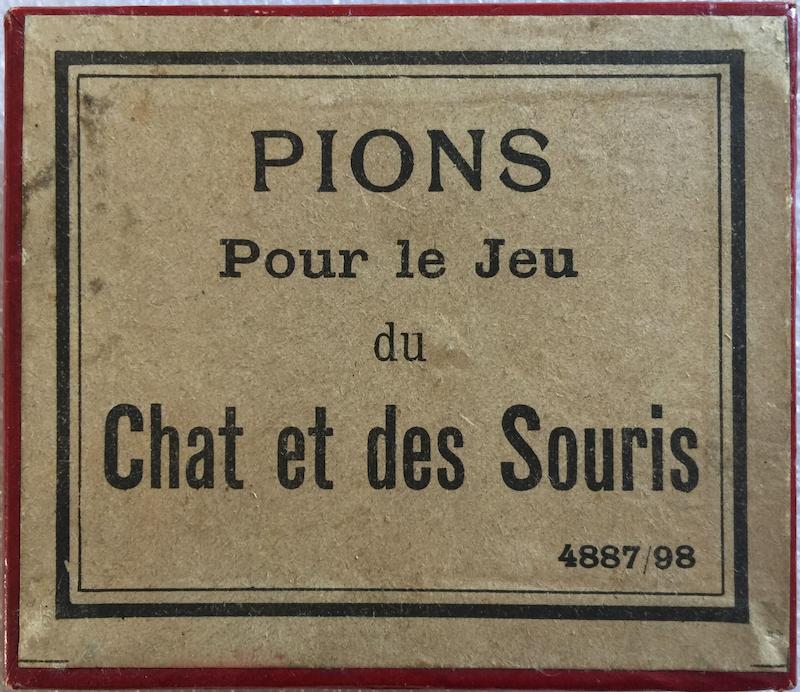 PIONS
Pour le Jeu
du
Chat et des Souris
4887/98